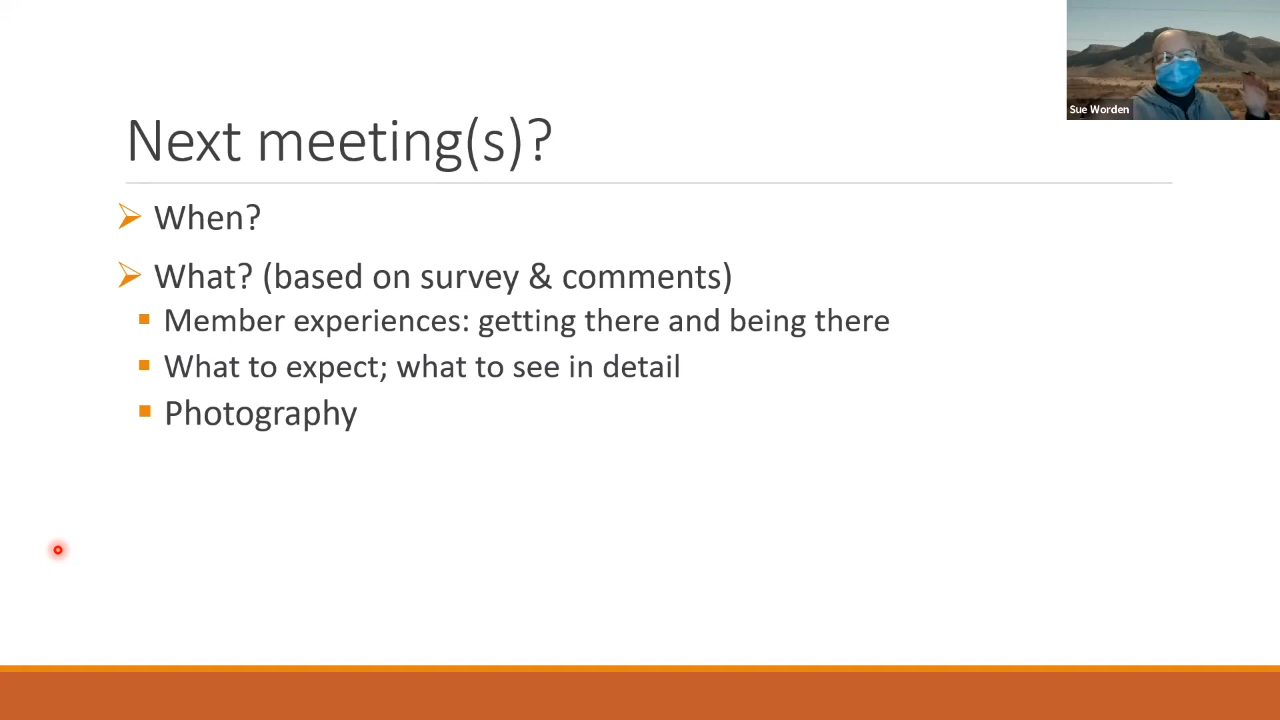 Next meeting(s)?
When?
What? (based on survey & comments)
Member experiences: getting there and being there
What to expect; what to see in detail
Photography
Sue Worden